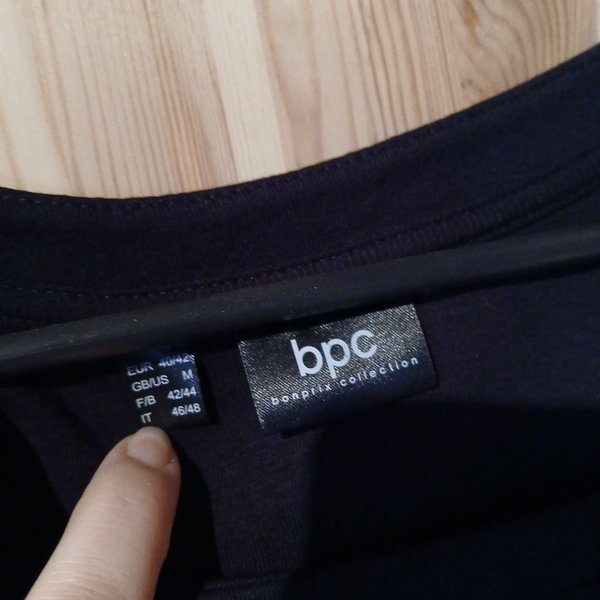 EUR 40/42
GB/US M
F/B 42/44
IT 46/48
bpc
bonprix collection